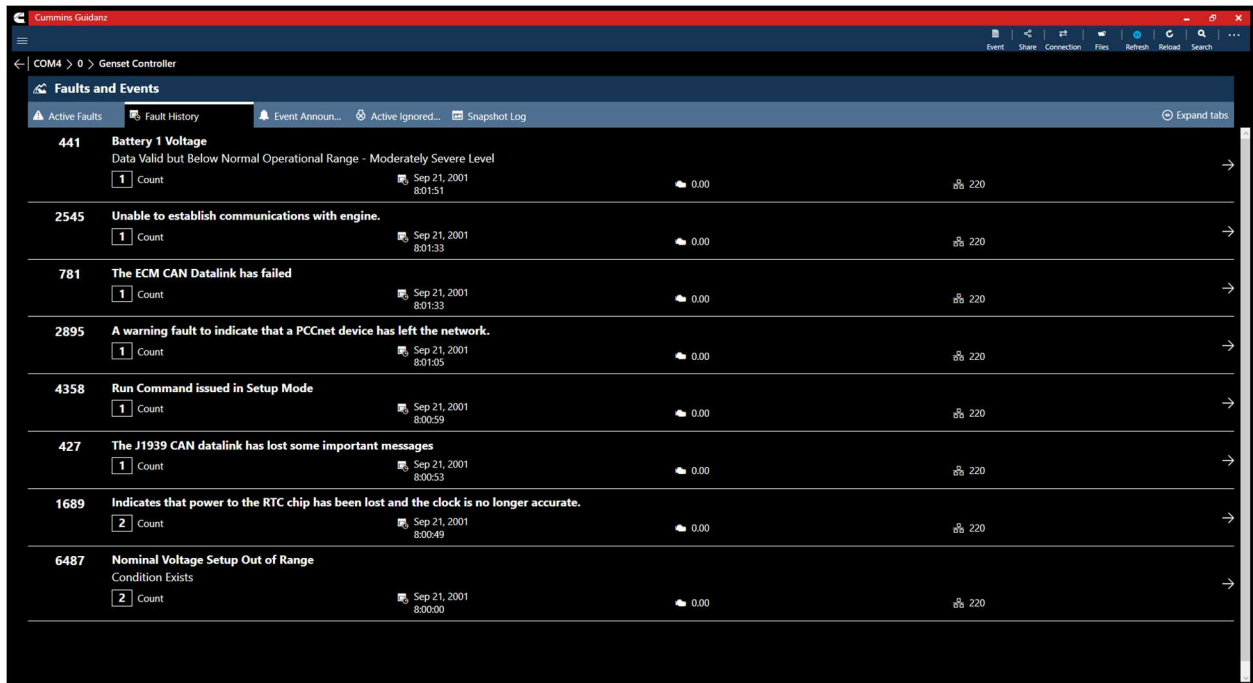 Cummins Guidanz
Event Share Connection Files Refresh Reload Search
COM4 > 0 > Genset Controller
Faults and Events
Active Faults Fault History Event Announ... Active Ignored... Snapshot Log Expand tabs
441 Battery 1 Voltage
Data Valid but Below Normal Operational Range - Moderately Severe Level
1 Count Sep 21, 2001 0.00 220
8:01:51
2545 Unable to establish communications with engine.
1 Count Sep 21, 2001 0.00 220
8:01:33
781 The ECM CAN Datalink has failed
1 Count Sep 21, 2001 0.00 220
8:01:33
2895 A warning fault to indicate that a PCCnet device has left the network.
1 Count Sep 21, 2001 0.00 220
8:01:05
4358 Run Command issued in Setup Mode
1 Count Sep 21, 2001 0.00 220
8:00:59
427 The J1939 CAN datalink has lost some important messages
1 Count Sep 21, 2001 0.00 220
8:00:53
1689 Indicates that power to the RTC chip has been lost and the clock is no longer accurate.
2 Count Sep 21, 2001 0.00 220
8:00:49
6487 Nominal Voltage Setup Out of Range
Condition Exists
2 Count Sep 21, 2001 0.00 220
8:00:00